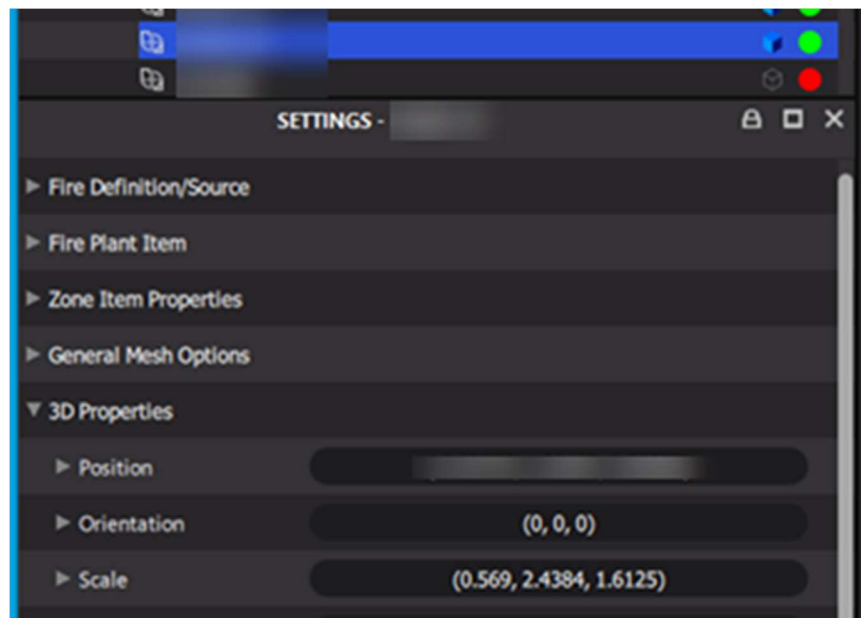 SETTINGS -
Fire Definition/Source
Fire Plant Item
Zone Item Properties
General Mesh Options
3D Properties
Position
Orientation (0, 0, 0)
Scale (0.569, 2.4384, 1.6125)